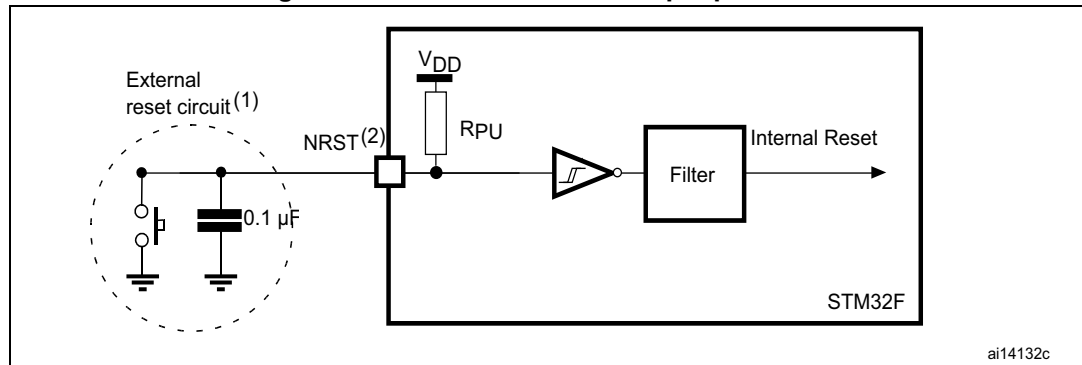 VDD
External
reset circuit(1)
NRST(2)
RPU
Internal Reset
Filter
0.1 µF
STM32F
ai14132c